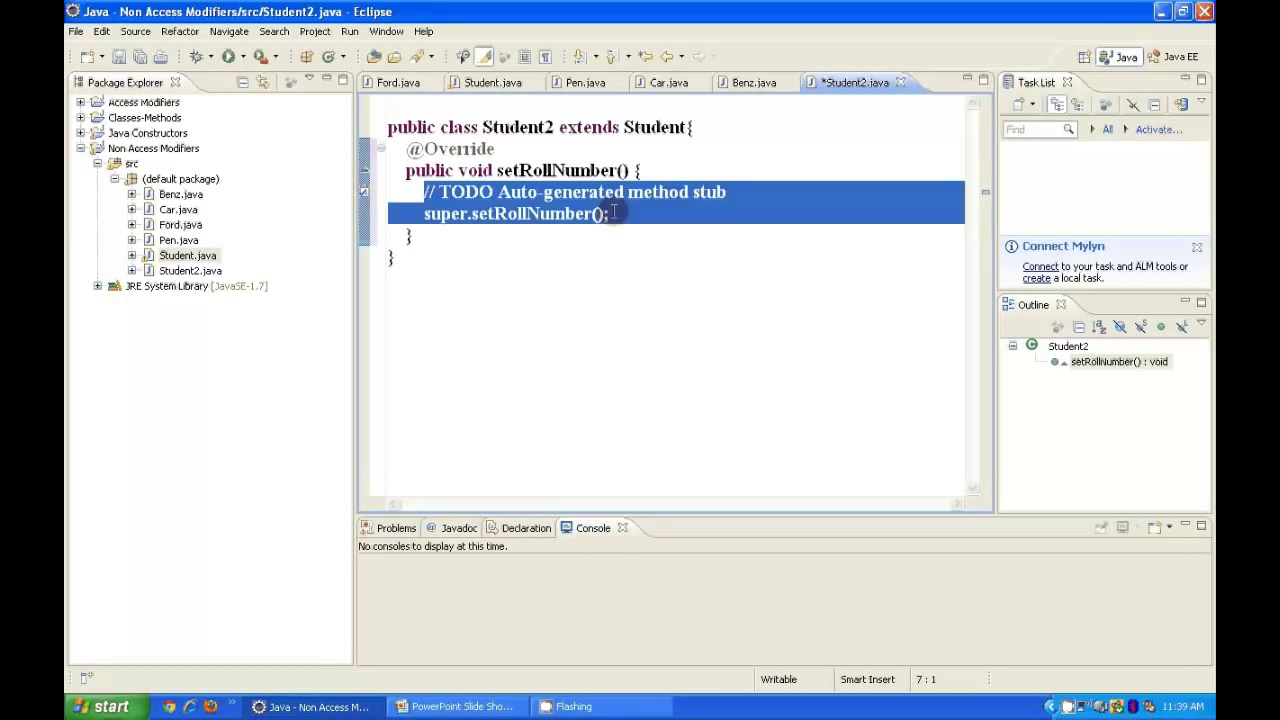 Java - Non Access Modifiers/src/Student2.java - Eclipse
File Edit Source Refactor Navigate Search Project Run Window Help
Java Java EE
Package Explorer
Access Modifiers
Classes-Methods
Java Constructors
Non Access Modifiers
src
(default package)
Benz.java
Car.java
Ford.java
Pen.java
Student.java
Student2.java
JRE System Library [JavaSE-1.7]
Ford.java Student.java Pen.java Car.java Benz.java *Student2.java
public class Student2 extends Student{
@Override
public void setRollNumber() {
// TODO Auto-generated method stub
super.setRollNumber();
}
}
Task List
Find All Activate...
Connect Mylyn
Connect to your task and ALM tools or
create a local task.
Outline
Student2
setRollNumber() : void
Problems Javadoc Declaration Console
No consoles to display at this time.
Writable Smart Insert 7 : 1
start Java - Non Access M... PowerPoint Slide Sho... Flashing 11:39 AM